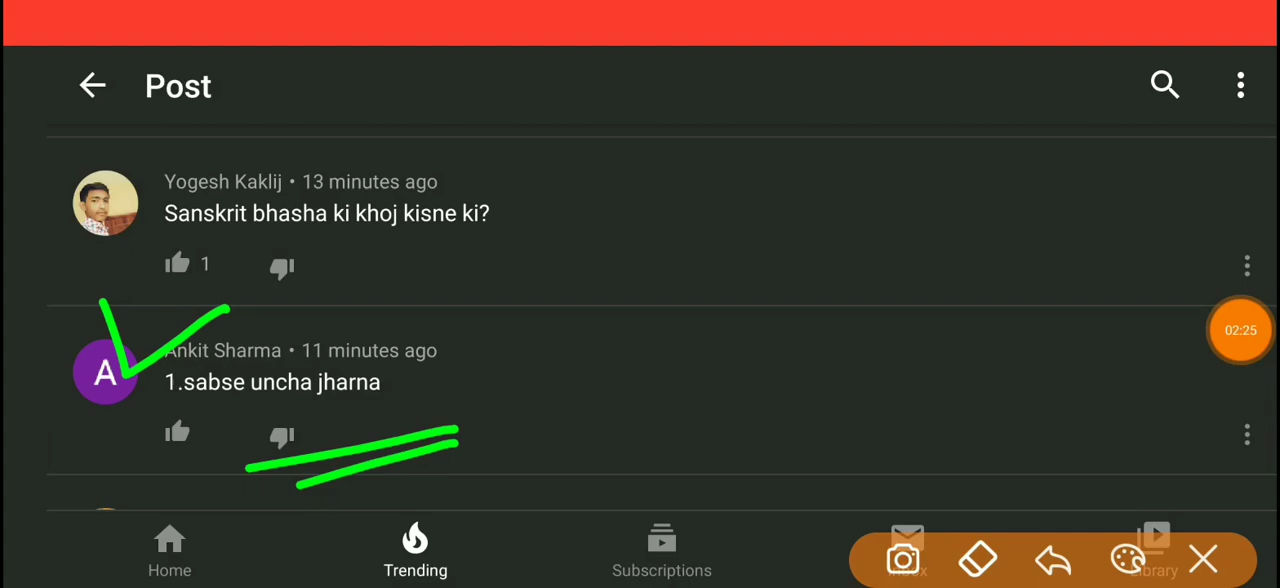 Post
Yogesh Kaklij • 13 minutes ago
Sanskrit bhasha ki khoj kisne ki?
1
A
Ankit Sharma • 11 minutes ago
1.sabse uncha jharna
02:25
Home
Trending
Subscriptions
Inbox
Library